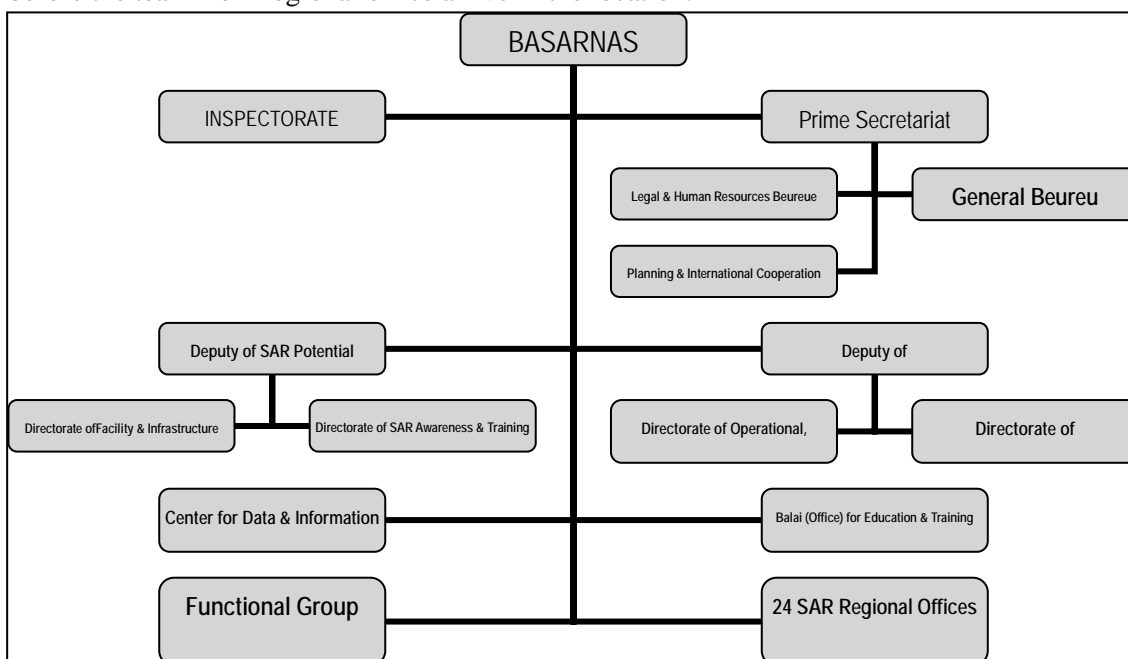 BASARNAS
INSPECTORATE
Prime Secretariat
Legal & Human Resources Beureue
General Beureu
Planning & International Cooperation
Deputy of SAR Potential
Deputy of
Directorate ofFacility & Infrastructure
Directorate of SAR Awareness & Training
Directorate of Operational,
Directorate of
Center for Data & Information
Balai (Office) for Education & Training
Functional Group
24 SAR Regional Offices